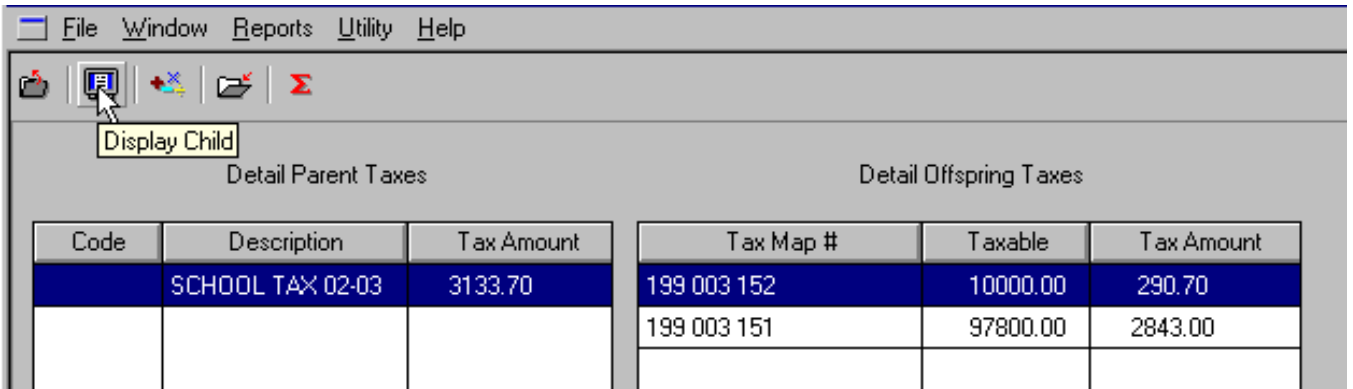 File Window Reports Utility Help
Σ
Display Child
Detail Parent Taxes Detail Offspring Taxes
Code Description Tax Amount Tax Map # Taxable Tax Amount
SCHOOL TAX 02-03 3133.70 199 003 152 10000.00 290.70
199 003 151 97800.00 2843.00